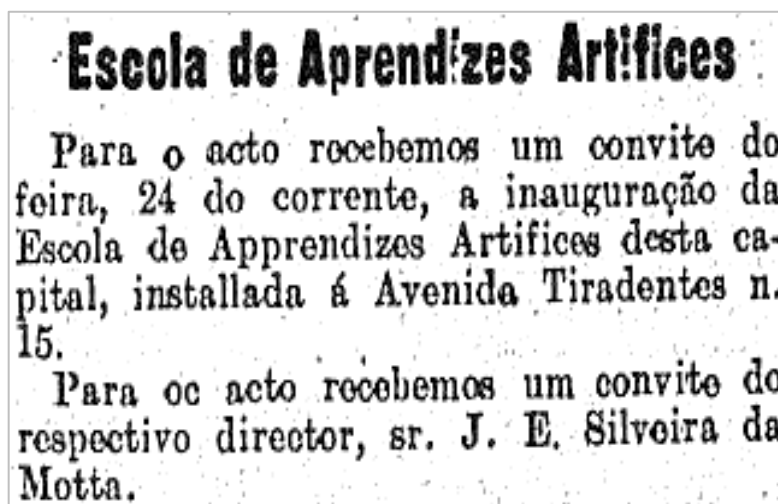 Escola de Aprendizes Artifices
Para o acto recebemos um convite do
feira, 24 do corrente, a inauguração da
Escola de Apprendizes Artifices desta ca-
pital, installada á Avenida Tiradentes n.
15.
Para oc acto recebemos um convite do
respectivo director, sr. J. E. Silveira da
Motta.